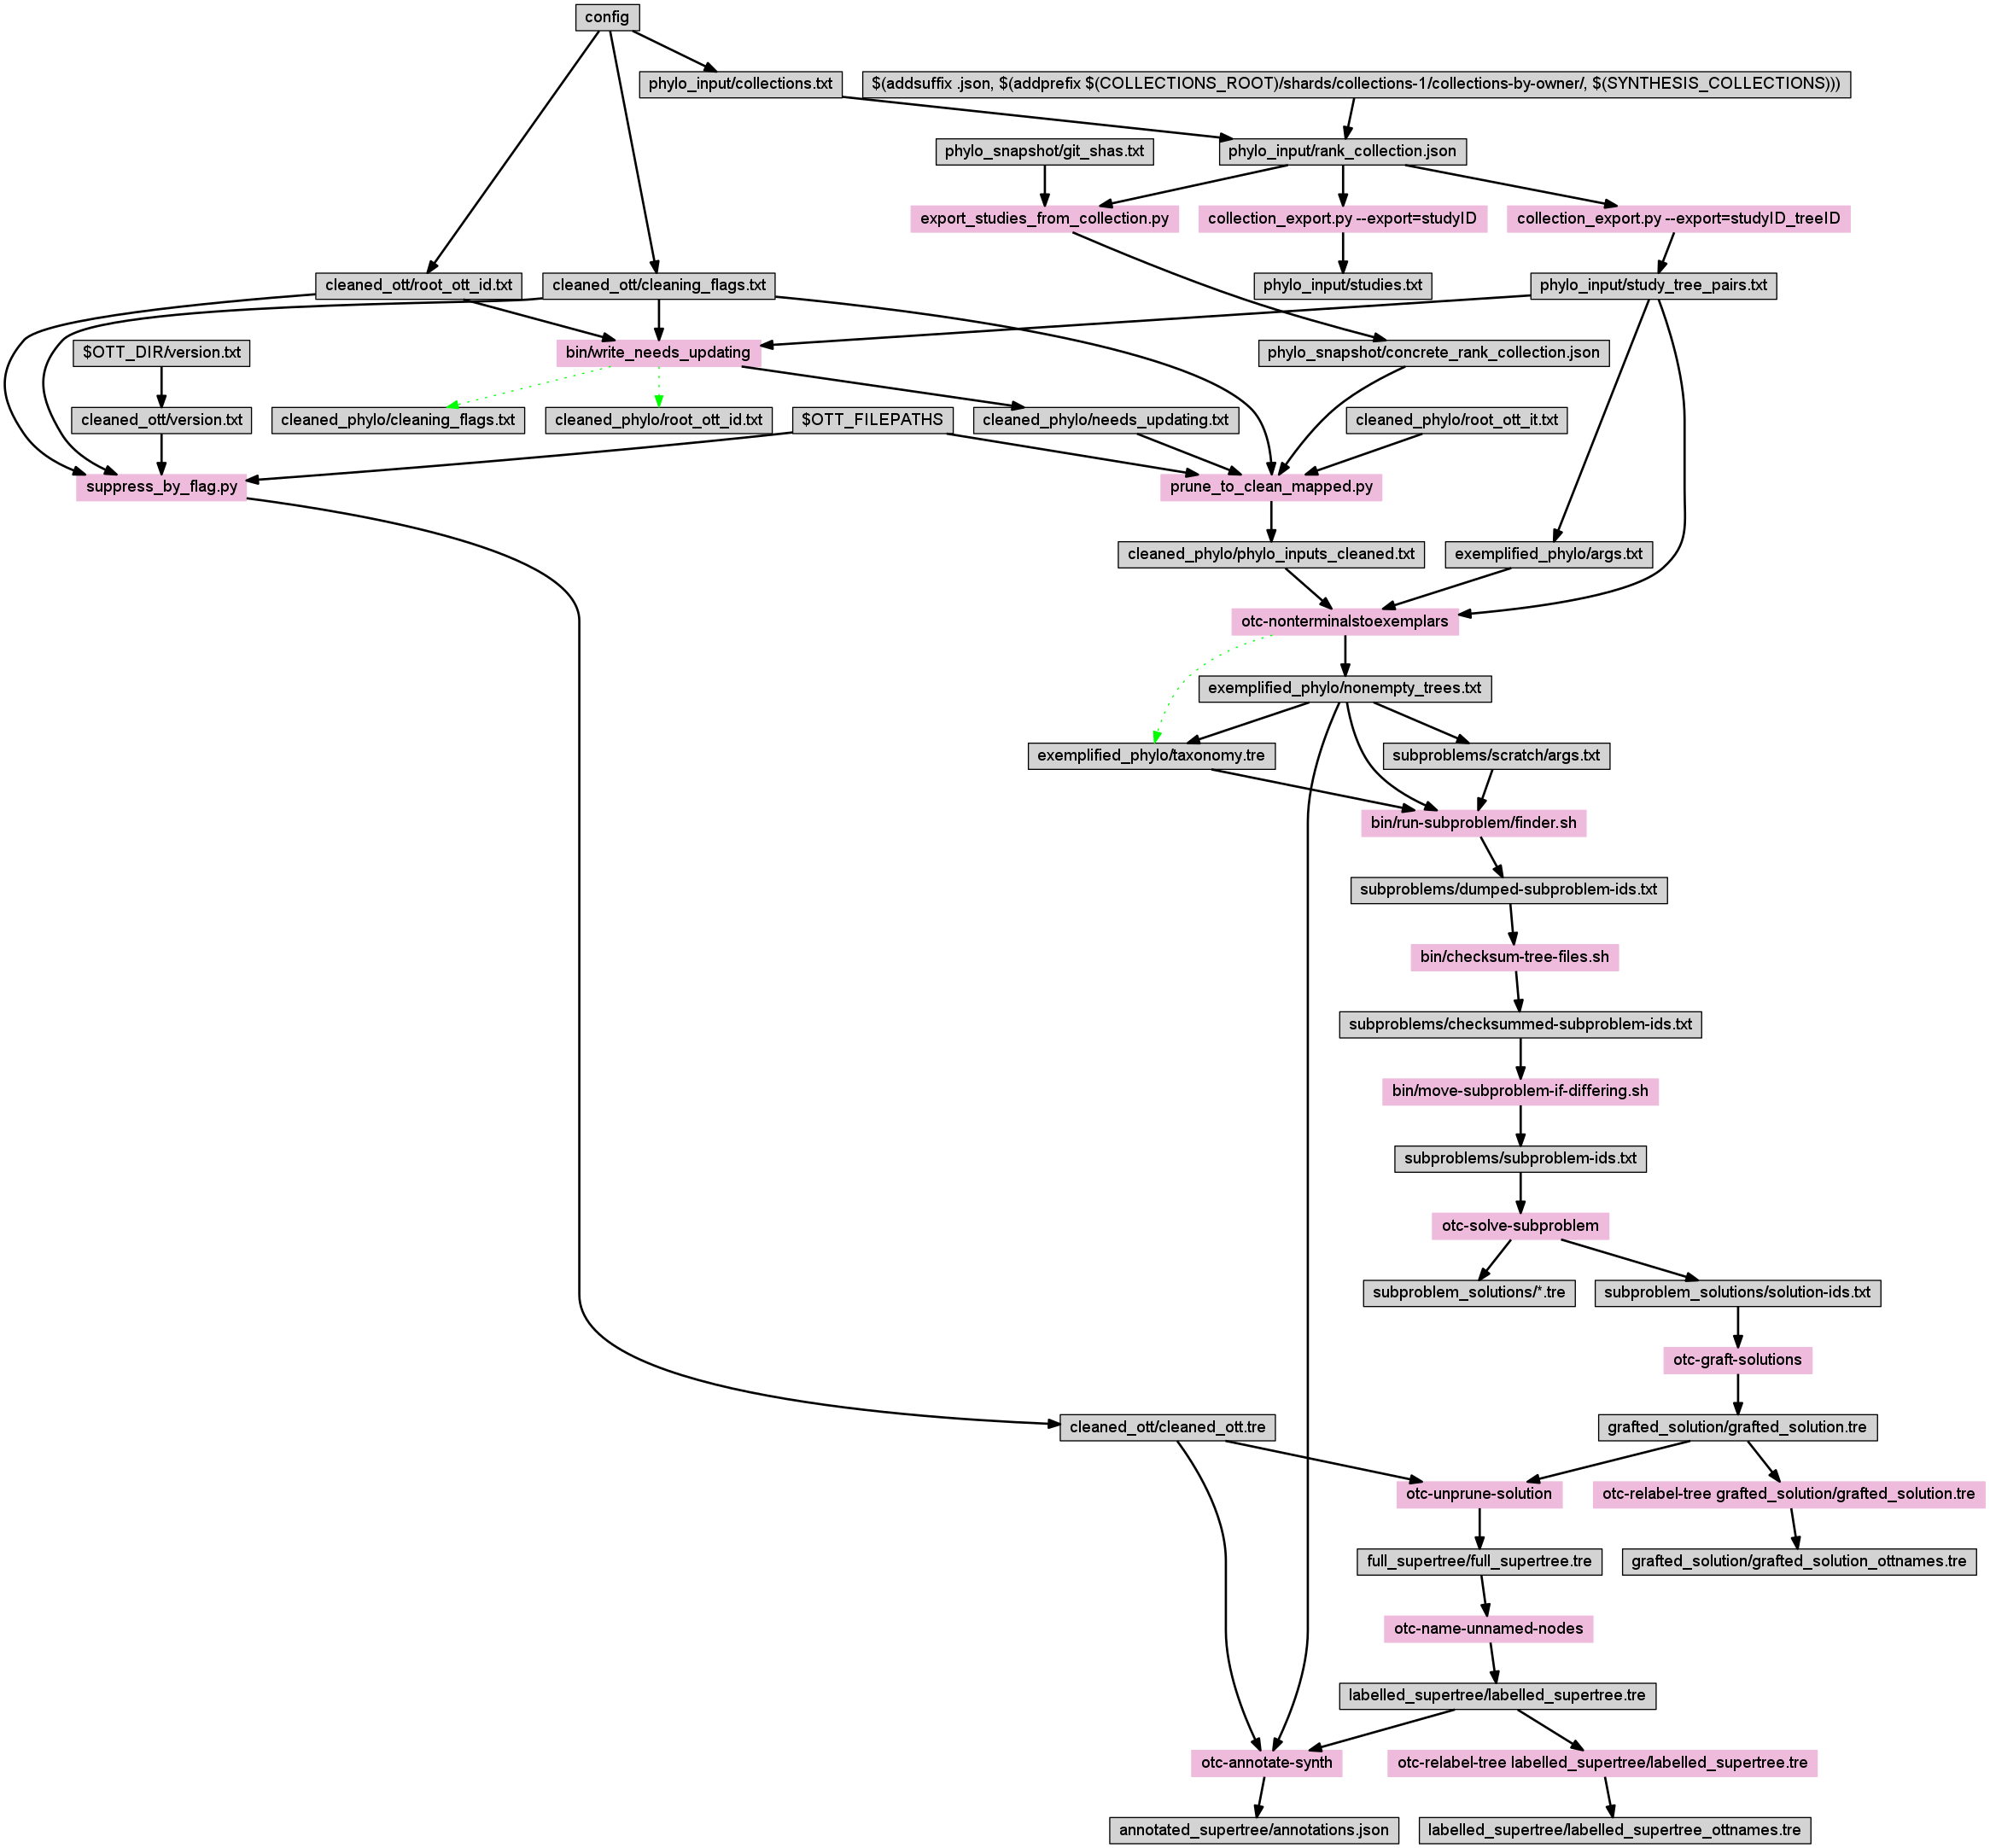 config
phylo_input/collections.txt
$(addsuffix .json, $(addprefix $(COLLECTIONS_ROOT)/shards/collections-1/collections-by-owner/, $(SYNTHESIS_COLLECTIONS)))
phylo_snapshot/git_shas.txt
phylo_input/rank_collection.json
export_studies_from_collection.py
collection_export.py --export=studyID
collection_export.py --export=studyID_treeID
cleaned_ott/root_ott_id.txt
cleaned_ott/cleaning_flags.txt
phylo_input/studies.txt
phylo_input/study_tree_pairs.txt
$OTT_DIR/version.txt
bin/write_needs_updating
phylo_snapshot/concrete_rank_collection.json
cleaned_ott/version.txt
cleaned_phylo/cleaning_flags.txt
cleaned_phylo/root_ott_id.txt
$OTT_FILEPATHS
cleaned_phylo/needs_updating.txt
cleaned_phylo/root_ott_it.txt
suppress_by_flag.py
prune_to_clean_mapped.py
cleaned_phylo/phylo_inputs_cleaned.txt
exemplified_phylo/args.txt
otc-nonterminalstoexemplars
exemplified_phylo/nonempty_trees.txt
exemplified_phylo/taxonomy.tre
subproblems/scratch/args.txt
bin/run-subproblem/finder.sh
subproblems/dumped-subproblem-ids.txt
bin/checksum-tree-files.sh
subproblems/checksummed-subproblem-ids.txt
bin/move-subproblem-if-differing.sh
subproblems/subproblem-ids.txt
otc-solve-subproblem
subproblem_solutions/*.tre
subproblem_solutions/solution-ids.txt
otc-graft-solutions
cleaned_ott/cleaned_ott.tre
grafted_solution/grafted_solution.tre
otc-unprune-solution
otc-relabel-tree grafted_solution/grafted_solution.tre
full_supertree/full_supertree.tre
grafted_solution/grafted_solution_ottnames.tre
otc-name-unnamed-nodes
labelled_supertree/labelled_supertree.tre
otc-annotate-synth
otc-relabel-tree labelled_supertree/labelled_supertree.tre
annotated_supertree/annotations.json
labelled_supertree/labelled_supertree_ottnames.tre